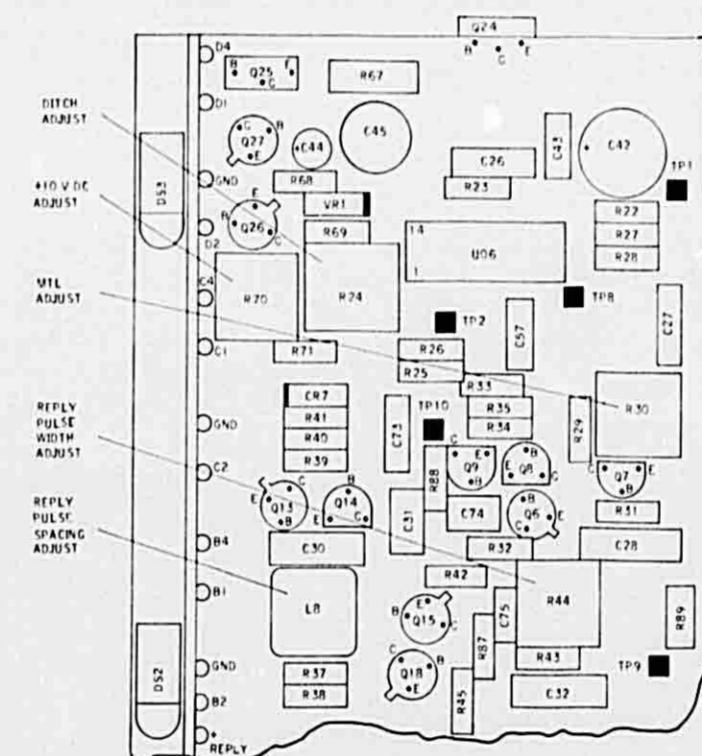 Q24
B C E
D4
B E
Q25
C
R67
D1
DITCH
ADJUST
C B
Q27
E
+ C44
C45
C26
C43
C42
TP1
R68
R23
+10 V DC
ADJUST
DS3
GND
VR1
R22
E
B Q26 C
R69
14
U06
1
R27
R28
D2
MTL
ADJUST
C4
R70
R24
TP8
TP2
C57
C27
C1
R71
R26
R25
R33
CR7
TP10
R35
R30
REPLY
PULSE
WIDTH
ADJUST
GND
R41
C73
R34
R29
R40
C E
Q9
B
B
E Q8 C
R39
R88
C2
C E
Q7
B
REPLY
PULSE
SPACING
ADJUST
C
E Q13
B
B
Q14
E C
C31
C74
B
Q6 E
C
R31
B4
C30
R32
C28
B1
L8
R42
R44
C75
R89
E
B Q15 C
R87
DS2
GND
R37
C B
Q18
E
R43
TP9
B2
R38
R45
C32
+
REPLY